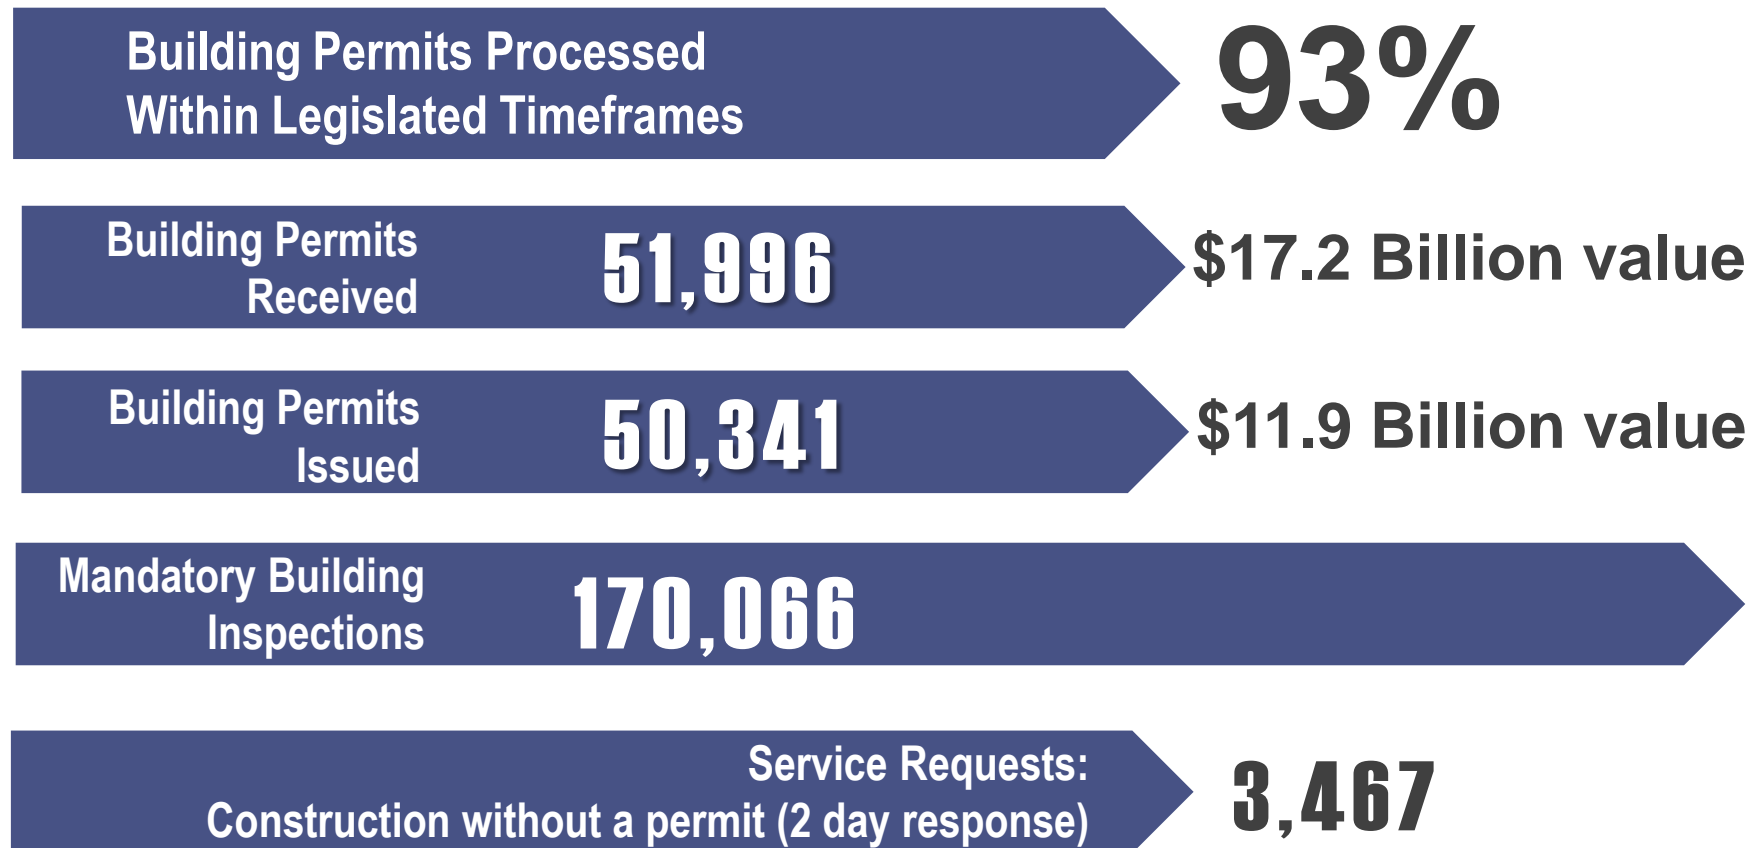 Building Permits Processed
Within Legislated Timeframes
93%
Building Permits
Received
51,996
$17.2 Billion value
Building Permits
Issued
50,341
$11.9 Billion value
Mandatory Building
Inspections
170,066
Service Requests:
Construction without a permit (2 day response)
3,467